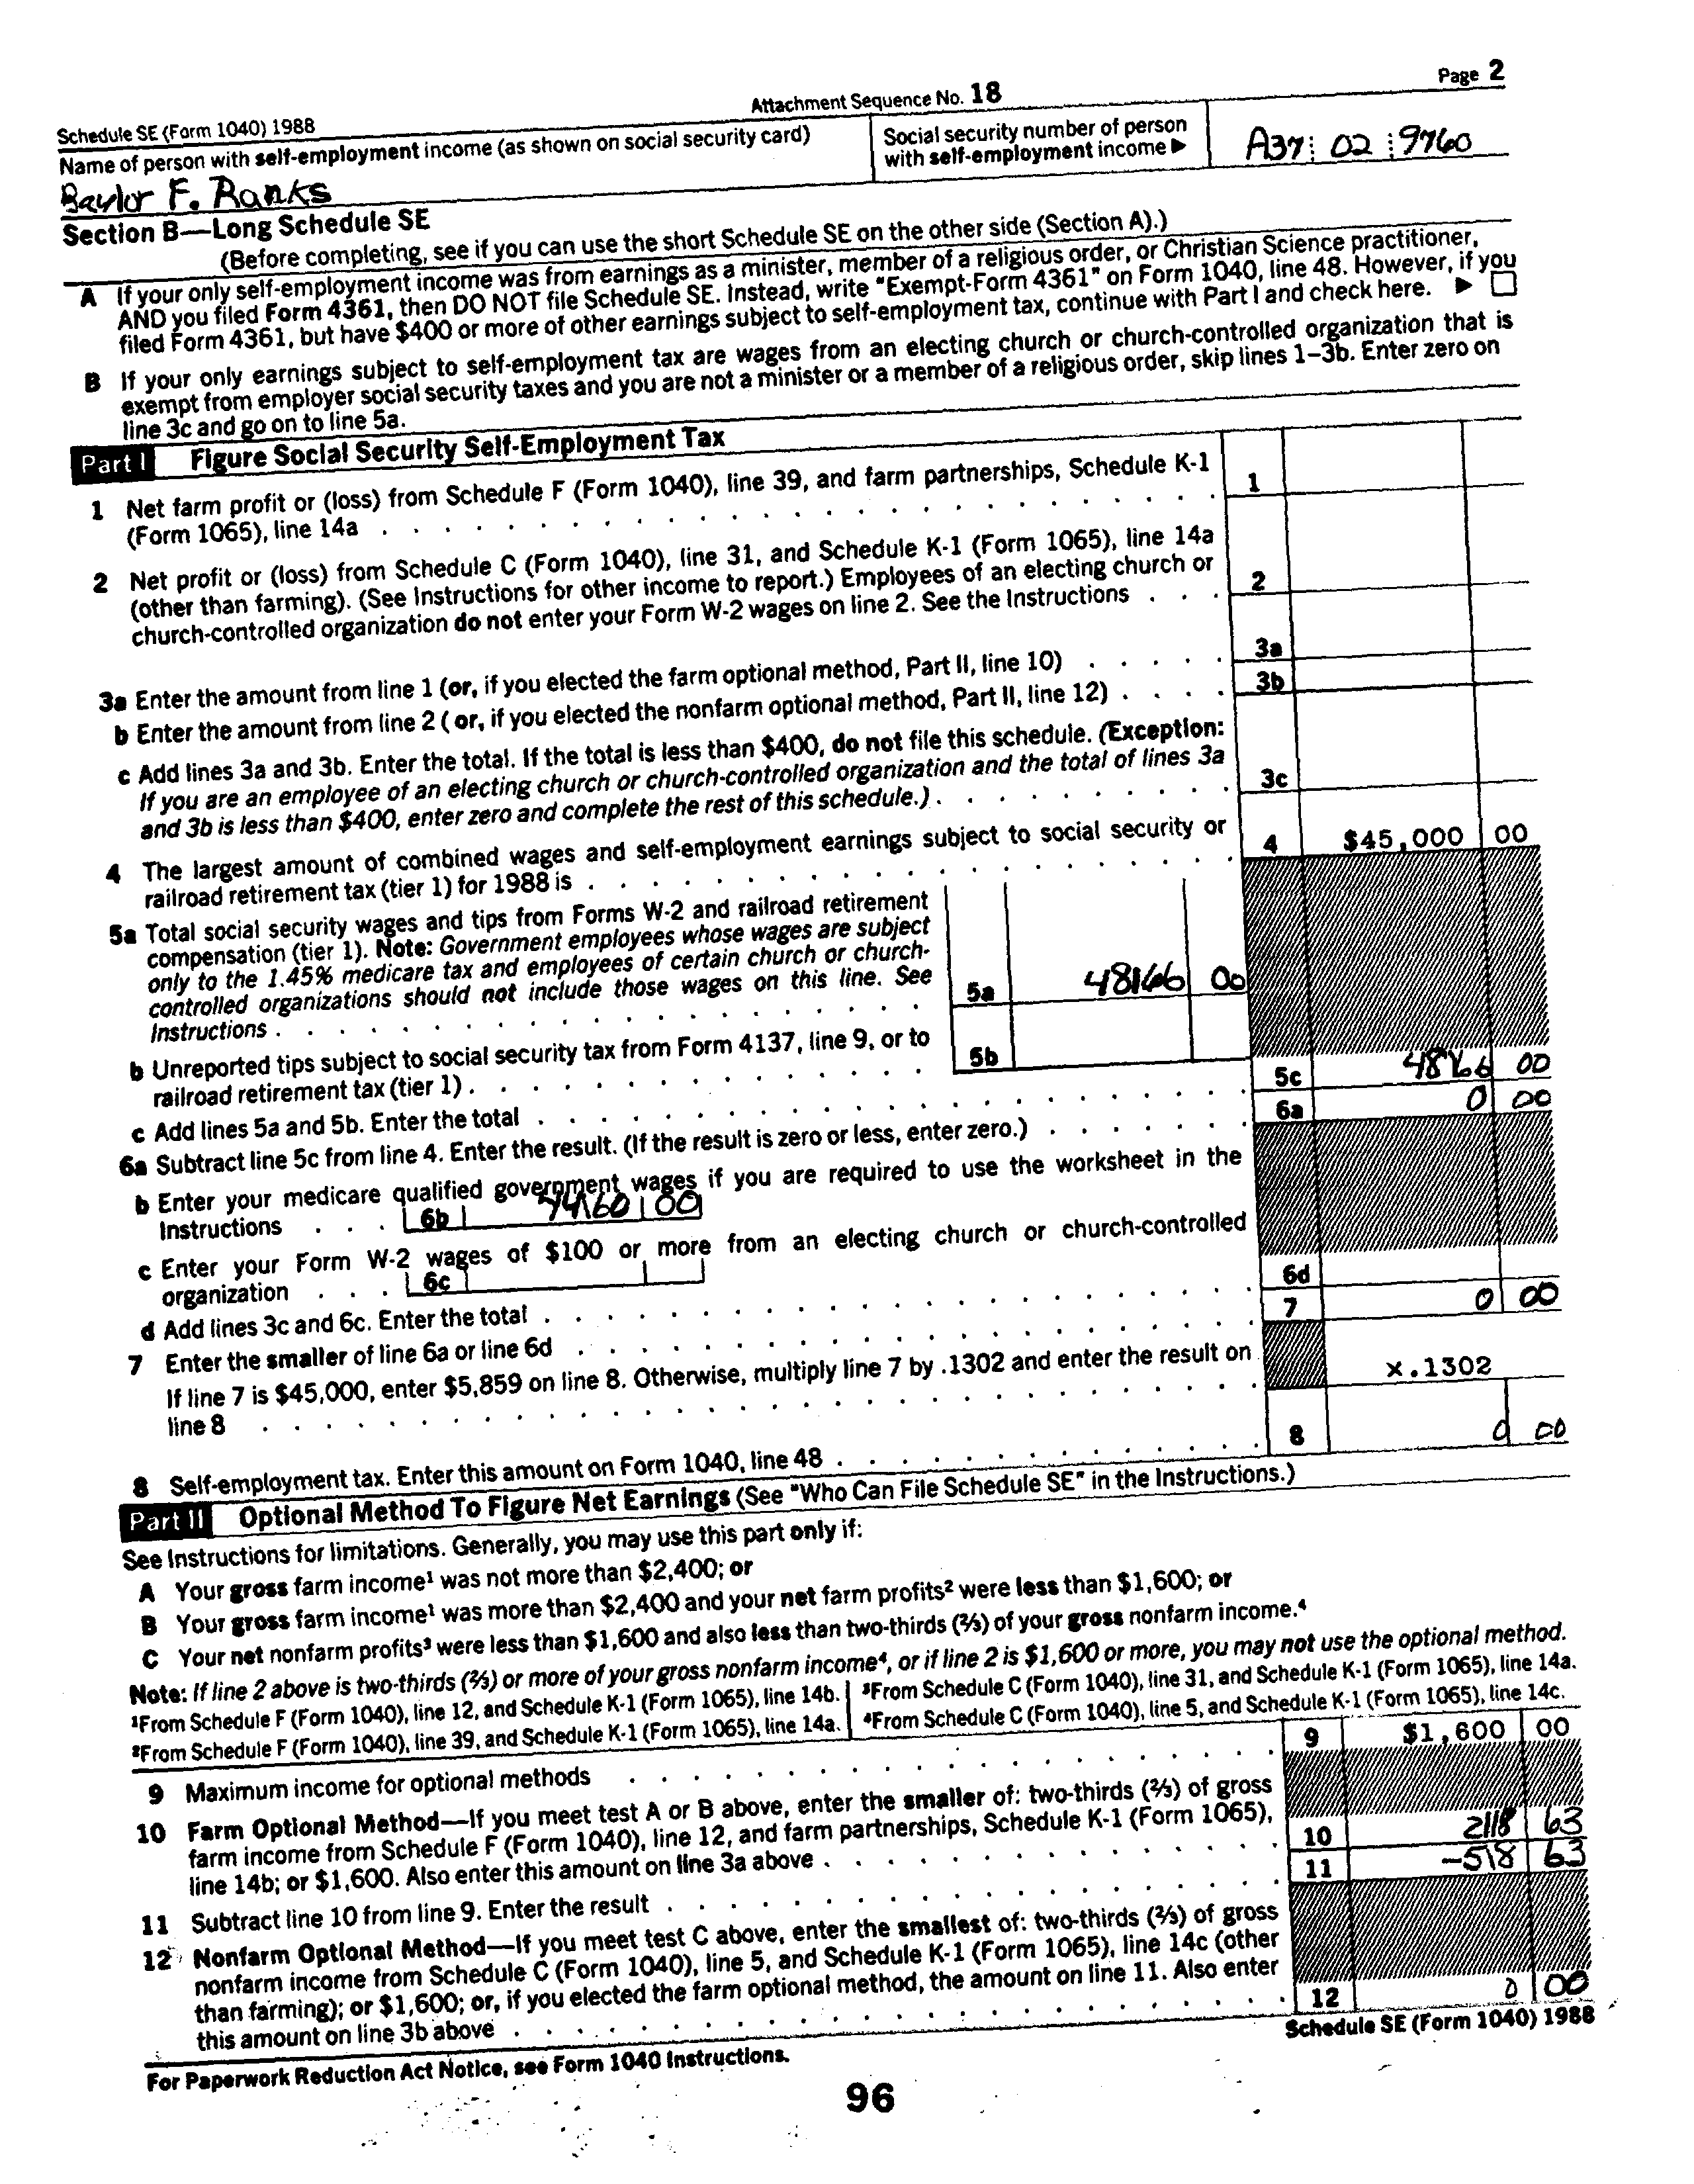 Page 2
Attachment Sequence No. 18
Schedule SE (Form 1040) 1988
Name of person with self-employment income (as shown on social security card)
Social security number of person
with self-employment income ▶
A37 02 9760
Baylor F. Ranks
Section B—Long Schedule SE
(Before completing, see if you can use the short Schedule SE on the other side (Section A).)
A If your only self-employment income was from earnings as a minister, member of a religious order, or Christian Science practitioner,
AND you filed Form 4361, then DO NOT file Schedule SE. Instead, write "Exempt-Form 4361" on Form 1040, line 48. However, if you
filed Form 4361, but have $400 or more of other earnings subject to self-employment tax, continue with Part I and check here. ▶ ☐
B If your only earnings subject to self-employment tax are wages from an electing church or church-controlled organization that is
exempt from employer social security taxes and you are not a minister or a member of a religious order, skip lines 1–3b. Enter zero on
line 3c and go on to line 5a.
Part I Figure Social Security Self-Employment Tax
1 Net farm profit or (loss) from Schedule F (Form 1040), line 39, and farm partnerships, Schedule K-1
(Form 1065), line 14a . . . 1
2 Net profit or (loss) from Schedule C (Form 1040), line 31, and Schedule K-1 (Form 1065), line 14a
(other than farming). (See Instructions for other income to report.) Employees of an electing church or
church-controlled organization do not enter your Form W-2 wages on line 2. See the Instructions . . . 2
3a Enter the amount from line 1 (or, if you elected the farm optional method, Part II, line 10) . . . 3a
b Enter the amount from line 2 ( or, if you elected the nonfarm optional method, Part II, line 12) . . . 3b
c Add lines 3a and 3b. Enter the total. If the total is less than $400, do not file this schedule. (Exception:
If you are an employee of an electing church or church-controlled organization and the total of lines 3a
and 3b is less than $400, enter zero and complete the rest of this schedule.) . . . 3c
4 The largest amount of combined wages and self-employment earnings subject to social security or
railroad retirement tax (tier 1) for 1988 is . . . 4 $45,000 00
5a Total social security wages and tips from Forms W-2 and railroad retirement
compensation (tier 1). Note: Government employees whose wages are subject
only to the 1.45% medicare tax and employees of certain church or church-
controlled organizations should not include those wages on this line. See
Instructions . . . 5a 48166 00
b Unreported tips subject to social security tax from Form 4137, line 9, or to
railroad retirement tax (tier 1) . . . 5b
c Add lines 5a and 5b. Enter the total . . . 5c 48166 00
6a Subtract line 5c from line 4. Enter the result. (If the result is zero or less, enter zero.) . . . 6a 0 00
b Enter your medicare qualified government wages if you are required to use the worksheet in the
Instructions . . . 6b 74160 00
c Enter your Form W-2 wages of $100 or more from an electing church or church-controlled
organization . . . 6c
d Add lines 3c and 6c. Enter the total . . . 6d
7 Enter the smaller of line 6a or line 6d . . . 7 0 00
If line 7 is $45,000, enter $5,859 on line 8. Otherwise, multiply line 7 by .1302 and enter the result on
line 8 . . . x.1302
8 Self-employment tax. Enter this amount on Form 1040, line 48 . . . 8 0 00
Part II Optional Method To Figure Net Earnings (See "Who Can File Schedule SE" in the Instructions.)
See Instructions for limitations. Generally, you may use this part only if:
A Your gross farm income¹ was not more than $2,400; or
B Your gross farm income¹ was more than $2,400 and your net farm profits² were less than $1,600; or
C Your net nonfarm profits³ were less than $1,600 and also less than two-thirds (⅔) of your gross nonfarm income.⁴
Note: If line 2 above is two-thirds (⅔) or more of your gross nonfarm income⁴, or if line 2 is $1,600 or more, you may not use the optional method.
¹From Schedule F (Form 1040), line 12, and Schedule K-1 (Form 1065), line 14b. ³From Schedule C (Form 1040), line 31, and Schedule K-1 (Form 1065), line 14a.
²From Schedule F (Form 1040), line 39, and Schedule K-1 (Form 1065), line 14a. ⁴From Schedule C (Form 1040), line 5, and Schedule K-1 (Form 1065), line 14c.
9 Maximum income for optional methods . . . 9 $1,600 00
10 Farm Optional Method—If you meet test A or B above, enter the smaller of: two-thirds (⅔) of gross
farm income from Schedule F (Form 1040), line 12, and farm partnerships, Schedule K-1 (Form 1065),
line 14b; or $1,600. Also enter this amount on line 3a above . . . 10 2118 63
11 Subtract line 10 from line 9. Enter the result . . . 11 -518 63
12 Nonfarm Optional Method—If you meet test C above, enter the smallest of: two-thirds (⅔) of gross
nonfarm income from Schedule C (Form 1040), line 5, and Schedule K-1 (Form 1065), line 14c (other
than farming); or $1,600; or, if you elected the farm optional method, the amount on line 11. Also enter
this amount on line 3b above . . . 12 0 00
For Paperwork Reduction Act Notice, see Form 1040 Instructions.
Schedule SE (Form 1040) 1988
96